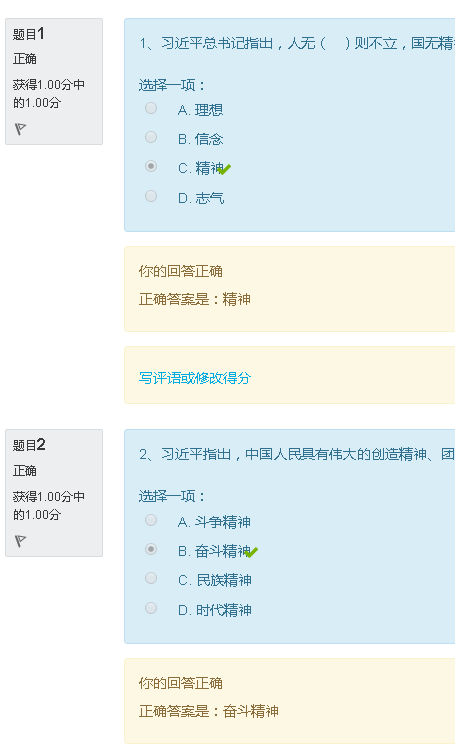 题目1
正确
获得1.00分中
的1.00分
1、习近平总书记指出，人无（ ）则不立，国无精
选择一项：
A. 理想
B. 信念
C. 精神
D. 志气
你的回答正确
正确答案是：精神
写评语或修改得分
题目2
正确
获得1.00分中
的1.00分
2、习近平指出，中国人民具有伟大的创造精神、团
选择一项：
A. 斗争精神
B. 奋斗精神
C. 民族精神
D. 时代精神
你的回答正确
正确答案是：奋斗精神